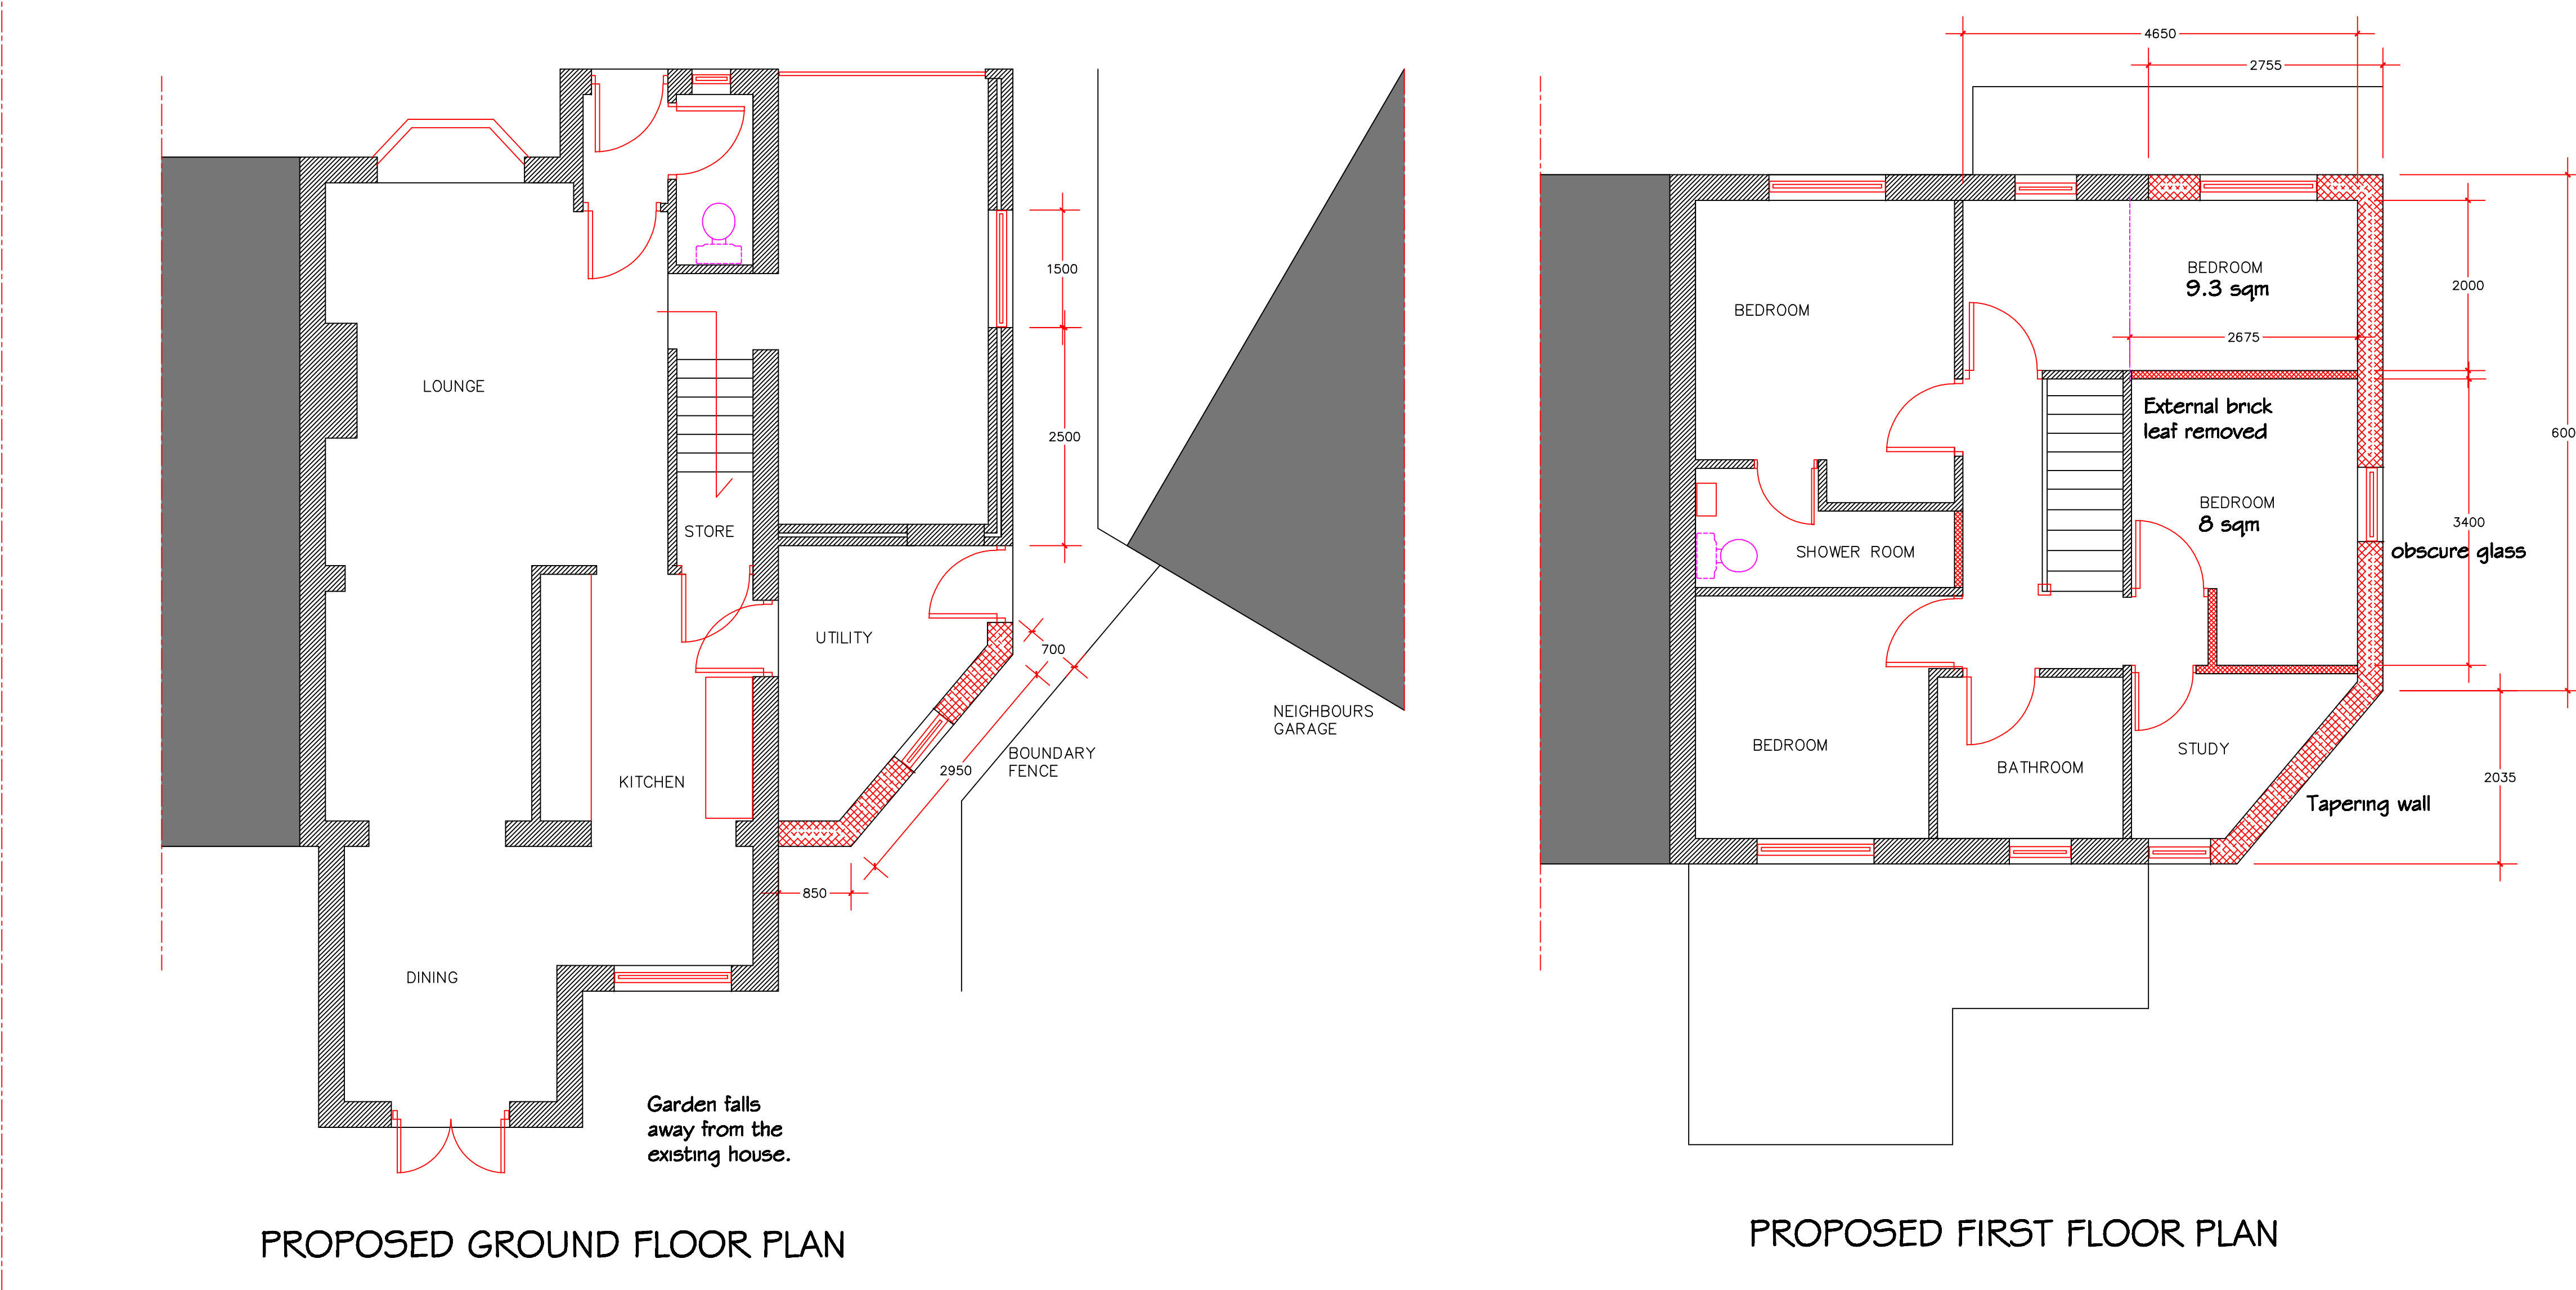 4650
2755
1500
2500
LOUNGE
STORE
UTILITY
700
NEIGHBOURS
GARAGE
BOUNDARY
FENCE
2950
KITCHEN
850
DINING
Garden falls
away from the
existing house.
PROPOSED GROUND FLOOR PLAN
BEDROOM
BEDROOM
9.3 sqm
2000
2675
External brick
leaf removed
600
BEDROOM
8 sqm
3400
obscure glass
SHOWER ROOM
BEDROOM
BATHROOM
STUDY
2035
Tapering wall
PROPOSED FIRST FLOOR PLAN